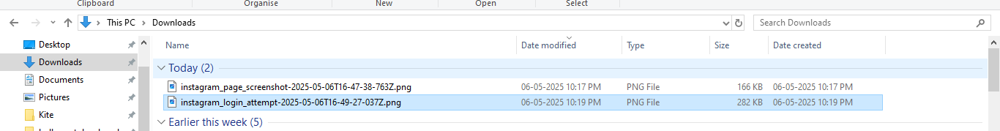 Clipboard Organise New Open Select
This PC Downloads Search Downloads
Name Date modified Type Size Date created
Desktop
Downloads
Documents
Pictures
Kite
Today (2)
instagram_page_screenshot-2025-05-06T16-47-38-763Z.png 06-05-2025 10:17 PM PNG File 166 KB 06-05-2025 10:17 PM
instagram_login_attempt-2025-05-06T16-49-27-037Z.png 06-05-2025 10:19 PM PNG File 282 KB 06-05-2025 10:19 PM
Earlier this week (5)